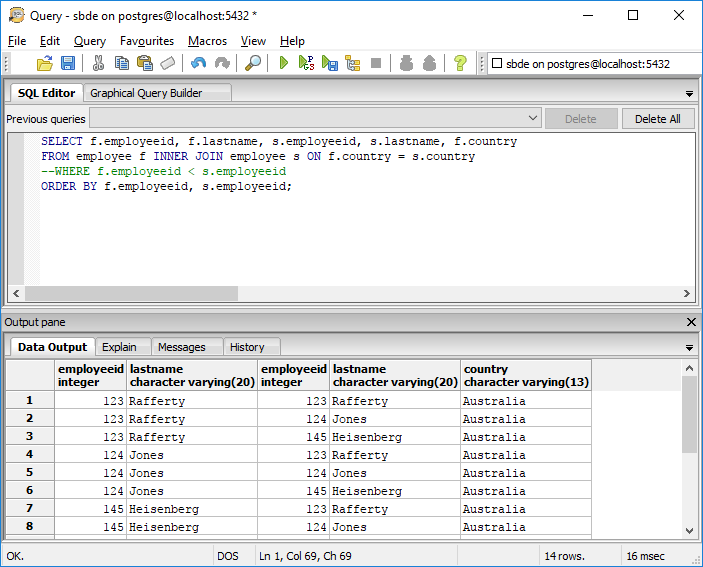 Query - sbde on postgres@localhost:5432 *
File Edit Query Favourites Macros View Help
sbde on postgres@localhost:5432
SQL Editor Graphical Query Builder
Previous queries Delete Delete All
SELECT f.employeeid, f.lastname, s.employeeid, s.lastname, f.country
FROM employee f INNER JOIN employee s ON f.country = s.country
--WHERE f.employeeid < s.employeeid
ORDER BY f.employeeid, s.employeeid;
Output pane
Data Output Explain Messages History
employeeid lastname employeeid lastname country
integer character varying(20) integer character varying(20) character varying(13)
1 123 Rafferty 123 Rafferty Australia
2 123 Rafferty 124 Jones Australia
3 123 Rafferty 145 Heisenberg Australia
4 124 Jones 123 Rafferty Australia
5 124 Jones 124 Jones Australia
6 124 Jones 145 Heisenberg Australia
7 145 Heisenberg 123 Rafferty Australia
8 145 Heisenberg 124 Jones Australia
OK. DOS Ln 1, Col 69, Ch 69 14 rows. 16 msec